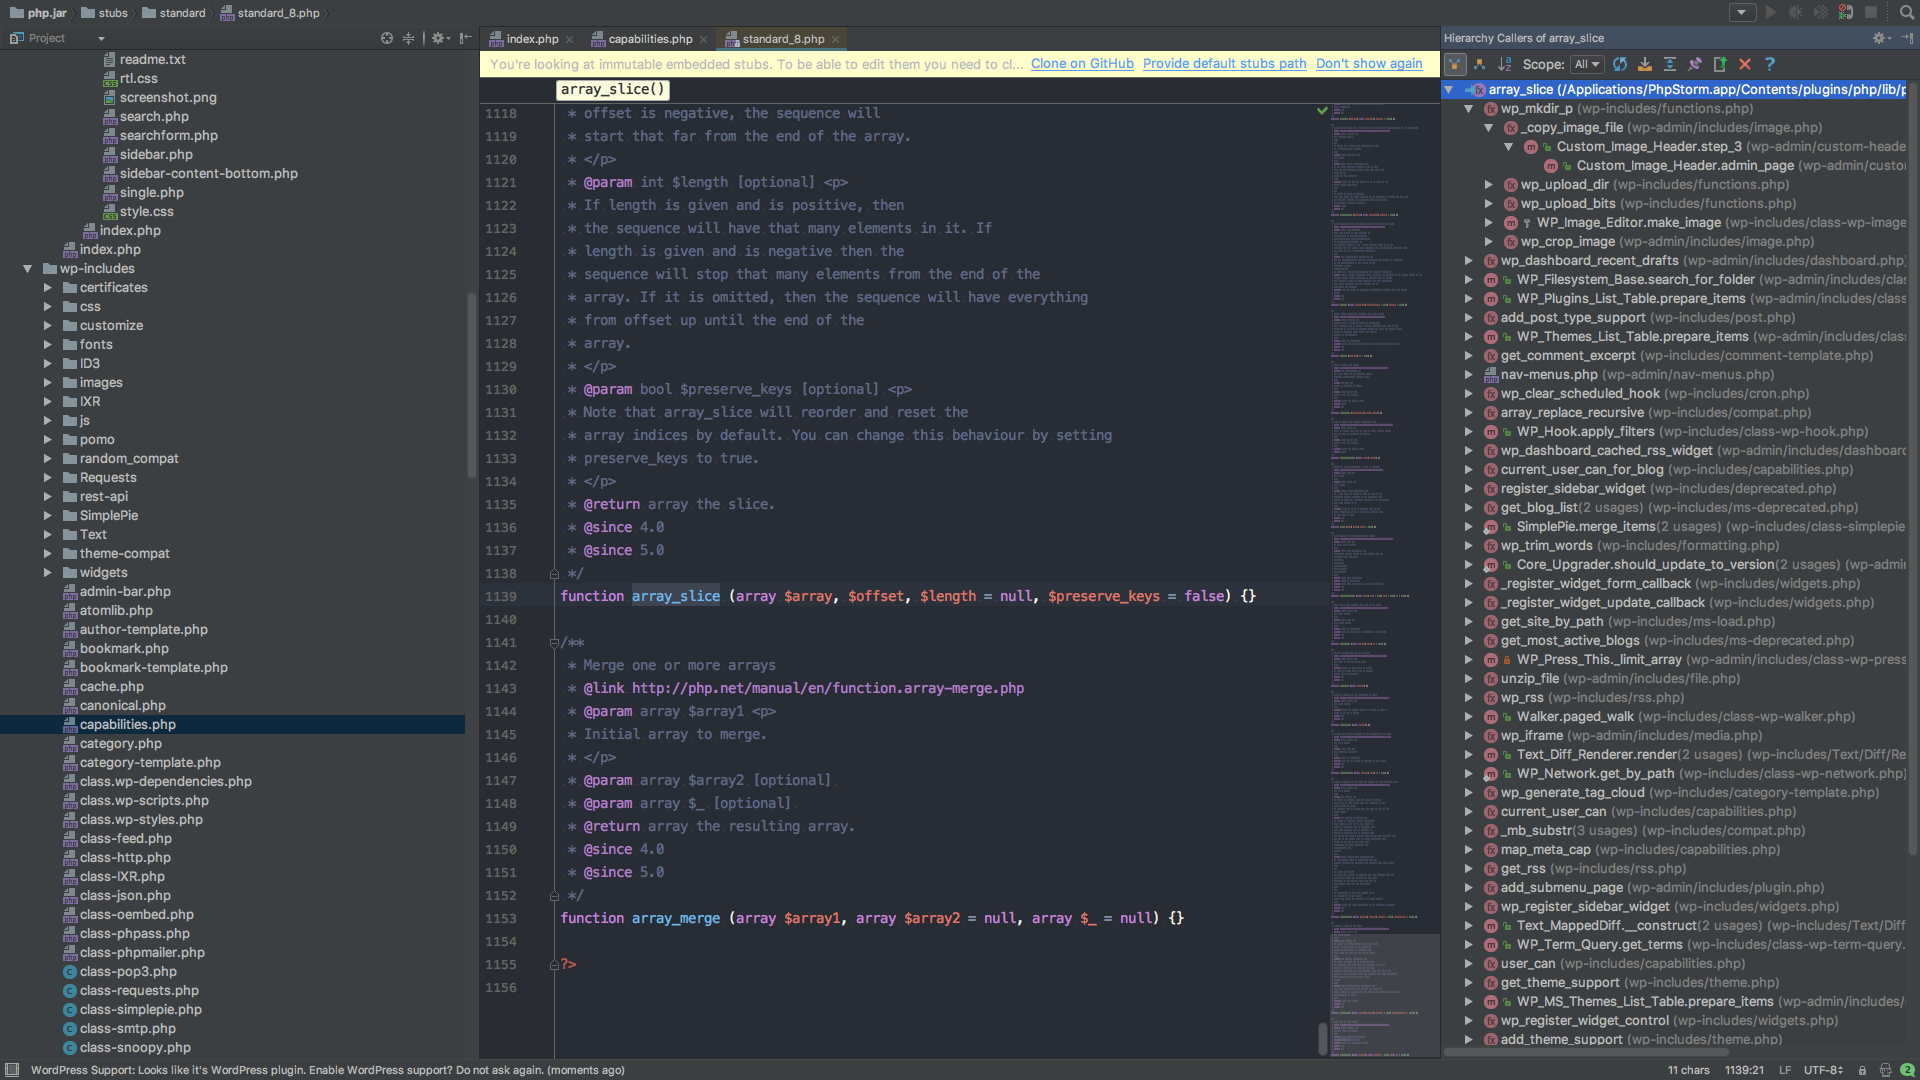 php.jar stubs standard standard_8.php
Project
readme.txt
rtl.css
screenshot.png
search.php
searchform.php
sidebar.php
sidebar-content-bottom.php
single.php
style.css
index.php
index.php
wp-includes
certificates
css
customize
fonts
ID3
images
IXR
js
pomo
random_compat
Requests
rest-api
SimplePie
Text
theme-compat
widgets
admin-bar.php
atomlib.php
author-template.php
bookmark.php
bookmark-template.php
cache.php
canonical.php
capabilities.php
category.php
category-template.php
class.wp-dependencies.php
class.wp-scripts.php
class.wp-styles.php
class-feed.php
class-http.php
class-IXR.php
class-json.php
class-oembed.php
class-phpass.php
class-phpmailer.php
class-pop3.php
class-requests.php
class-simplepie.php
class-smtp.php
class-snoopy.php
index.php capabilities.php standard_8.php
You're looking at immutable embedded stubs. To be able to edit them you need to cl... Clone on GitHub Provide default stubs path Don't show again
array_slice()
1118 * offset is negative, the sequence will
1119 * start that far from the end of the array.
1120 * </p>
1121 * @param int $length [optional] <p>
1122 * If length is given and is positive, then
1123 * the sequence will have that many elements in it. If
1124 * length is given and is negative then the
1125 * sequence will stop that many elements from the end of the
1126 * array. If it is omitted, then the sequence will have everything
1127 * from offset up until the end of the
1128 * array.
1129 * </p>
1130 * @param bool $preserve_keys [optional] <p>
1131 * Note that array_slice will reorder and reset the
1132 * array indices by default. You can change this behaviour by setting
1133 * preserve_keys to true.
1134 * </p>
1135 * @return array the slice.
1136 * @since 4.0
1137 * @since 5.0
1138 */
1139 function array_slice (array $array, $offset, $length = null, $preserve_keys = false) {}
1140
1141 /**
1142 * Merge one or more arrays
1143 * @link http://php.net/manual/en/function.array-merge.php
1144 * @param array $array1 <p>
1145 * Initial array to merge.
1146 * </p>
1147 * @param array $array2 [optional]
1148 * @param array $_ [optional]
1149 * @return array the resulting array.
1150 * @since 4.0
1151 * @since 5.0
1152 */
1153 function array_merge (array $array1, array $array2 = null, array $_ = null) {}
1154
1155 ?>
1156
Hierarchy Callers of array_slice
Scope: All
array_slice (/Applications/PhpStorm.app/Contents/plugins/php/lib/p
wp_mkdir_p (wp-includes/functions.php)
_copy_image_file (wp-admin/includes/image.php)
Custom_Image_Header.step_3 (wp-admin/custom-heade
Custom_Image_Header.admin_page (wp-admin/custo
wp_upload_dir (wp-includes/functions.php)
wp_upload_bits (wp-includes/functions.php)
WP_Image_Editor.make_image (wp-includes/class-wp-image
wp_crop_image (wp-admin/includes/image.php)
wp_dashboard_recent_drafts (wp-admin/includes/dashboard.php)
WP_Filesystem_Base.search_for_folder (wp-admin/includes/clas
WP_Plugins_List_Table.prepare_items (wp-admin/includes/class
add_post_type_support (wp-includes/post.php)
WP_Themes_List_Table.prepare_items (wp-admin/includes/clas
get_comment_excerpt (wp-includes/comment-template.php)
nav-menus.php (wp-admin/nav-menus.php)
wp_clear_scheduled_hook (wp-includes/cron.php)
array_replace_recursive (wp-includes/compat.php)
WP_Hook.apply_filters (wp-includes/class-wp-hook.php)
wp_dashboard_cached_rss_widget (wp-admin/includes/dashboard
current_user_can_for_blog (wp-includes/capabilities.php)
register_sidebar_widget (wp-includes/deprecated.php)
get_blog_list(2 usages) (wp-includes/ms-deprecated.php)
SimplePie.merge_items(2 usages) (wp-includes/class-simplepie
wp_trim_words (wp-includes/formatting.php)
Core_Upgrader.should_update_to_version(2 usages) (wp-admin
_register_widget_form_callback (wp-includes/widgets.php)
_register_widget_update_callback (wp-includes/widgets.php)
get_site_by_path (wp-includes/ms-load.php)
get_most_active_blogs (wp-includes/ms-deprecated.php)
WP_Press_This._limit_array (wp-admin/includes/class-wp-press
unzip_file (wp-admin/includes/file.php)
wp_rss (wp-includes/rss.php)
Walker.paged_walk (wp-includes/class-wp-walker.php)
wp_iframe (wp-admin/includes/media.php)
Text_Diff_Renderer.render(2 usages) (wp-includes/Text/Diff/Re
WP_Network.get_by_path (wp-includes/class-wp-network.php)
wp_generate_tag_cloud (wp-includes/category-template.php)
current_user_can (wp-includes/capabilities.php)
_mb_substr(3 usages) (wp-includes/compat.php)
map_meta_cap (wp-includes/capabilities.php)
get_rss (wp-includes/rss.php)
add_submenu_page (wp-admin/includes/plugin.php)
wp_register_sidebar_widget (wp-includes/widgets.php)
Text_MappedDiff.__construct(2 usages) (wp-includes/Text/Diff
WP_Term_Query.get_terms (wp-includes/class-wp-term-query.
user_can (wp-includes/capabilities.php)
get_theme_support (wp-includes/theme.php)
WP_MS_Themes_List_Table.prepare_items (wp-admin/includes/
wp_register_widget_control (wp-includes/widgets.php)
add_theme_support (wp-includes/theme.php)
WordPress Support: Looks like it's WordPress plugin. Enable WordPress support? Do not ask again. (moments ago)
11 chars 1139:21 LF UTF-8 2